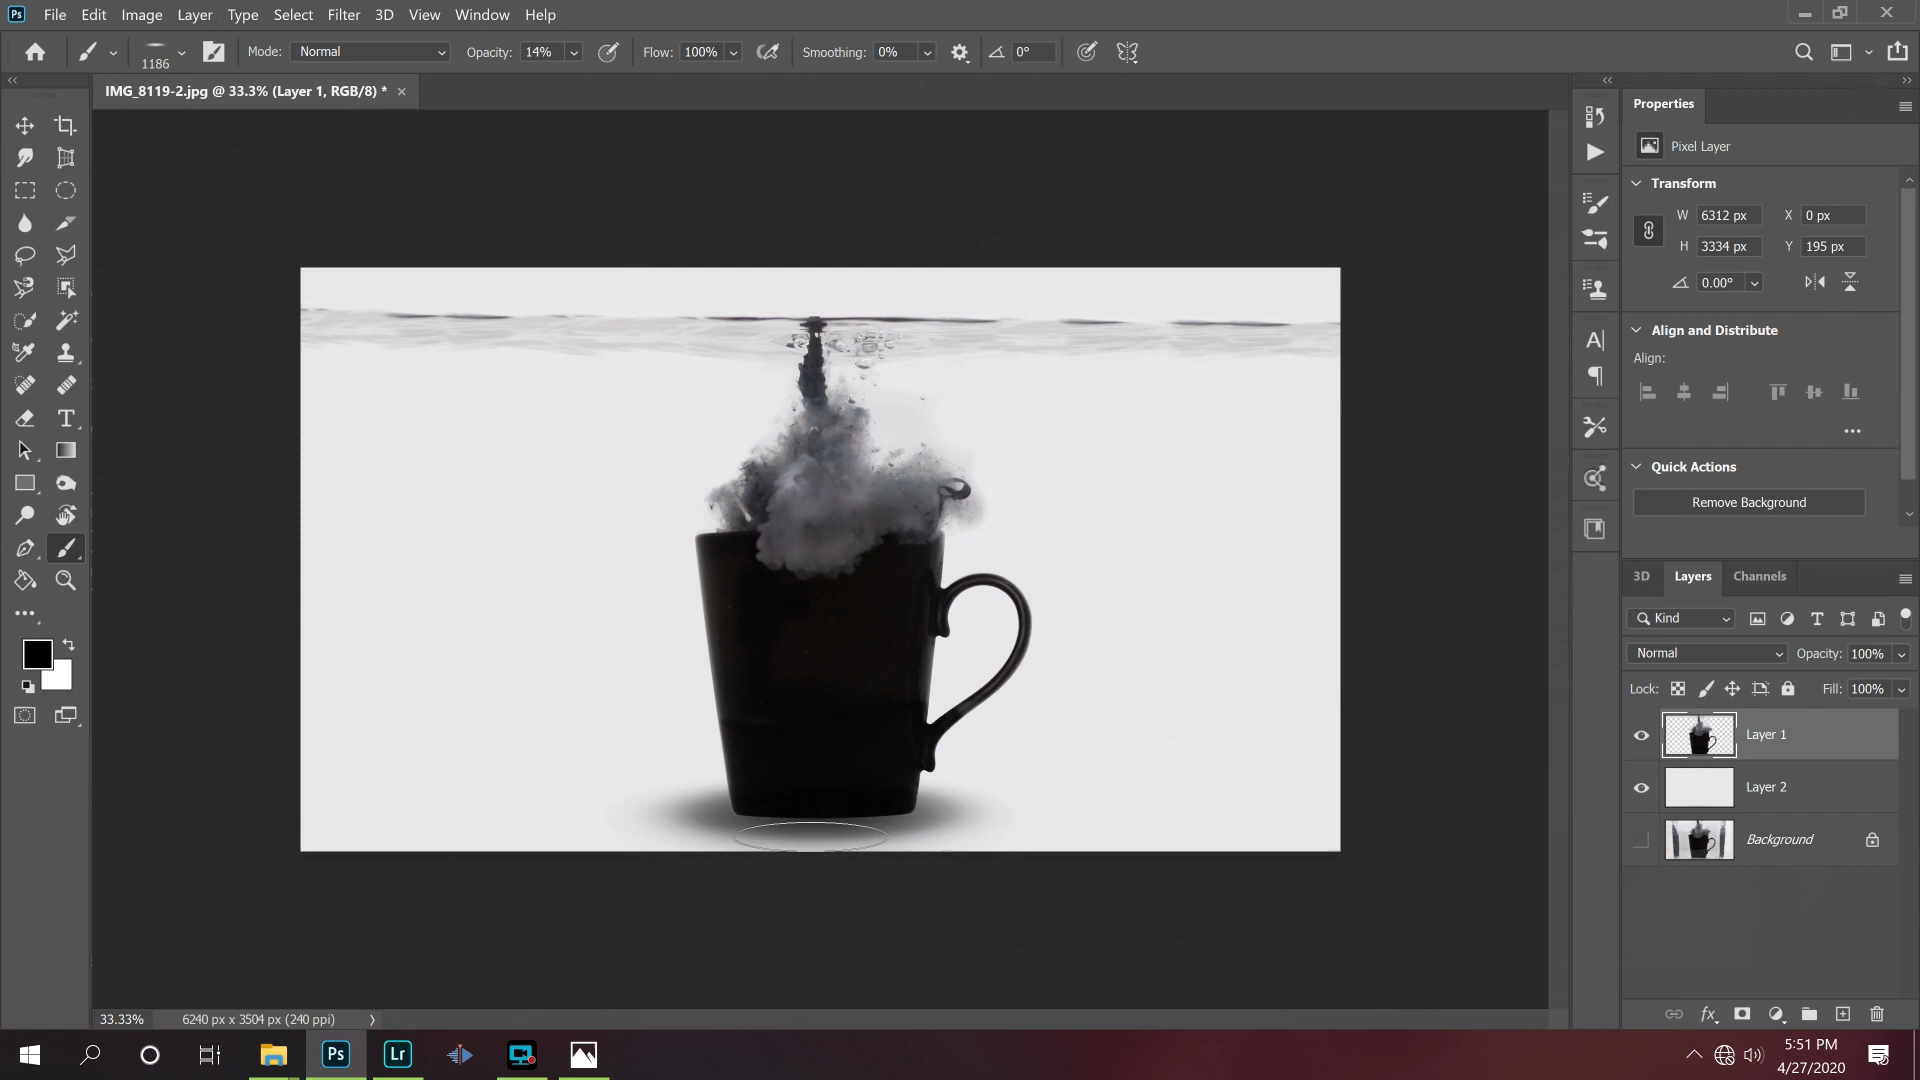 Ps File Edit Image Layer Type Select Filter 3D View Window Help
1186 Mode: Normal Opacity: 14% Flow: 100% Smoothing: 0% 0°
IMG_8119-2.jpg @ 33.3% (Layer 1, RGB/8) * ×
Properties
Pixel Layer
Transform
W 6312 px X 0 px
H 3334 px Y 195 px
0.00°
Align and Distribute
Align:
Quick Actions
Remove Background
3D Layers Channels
Kind
Normal Opacity: 100%
Lock: Fill: 100%
Layer 1
Layer 2
Background
33.33% 6240 px x 3504 px (240 ppi)
Ps Lr
5:51 PM
4/27/2020